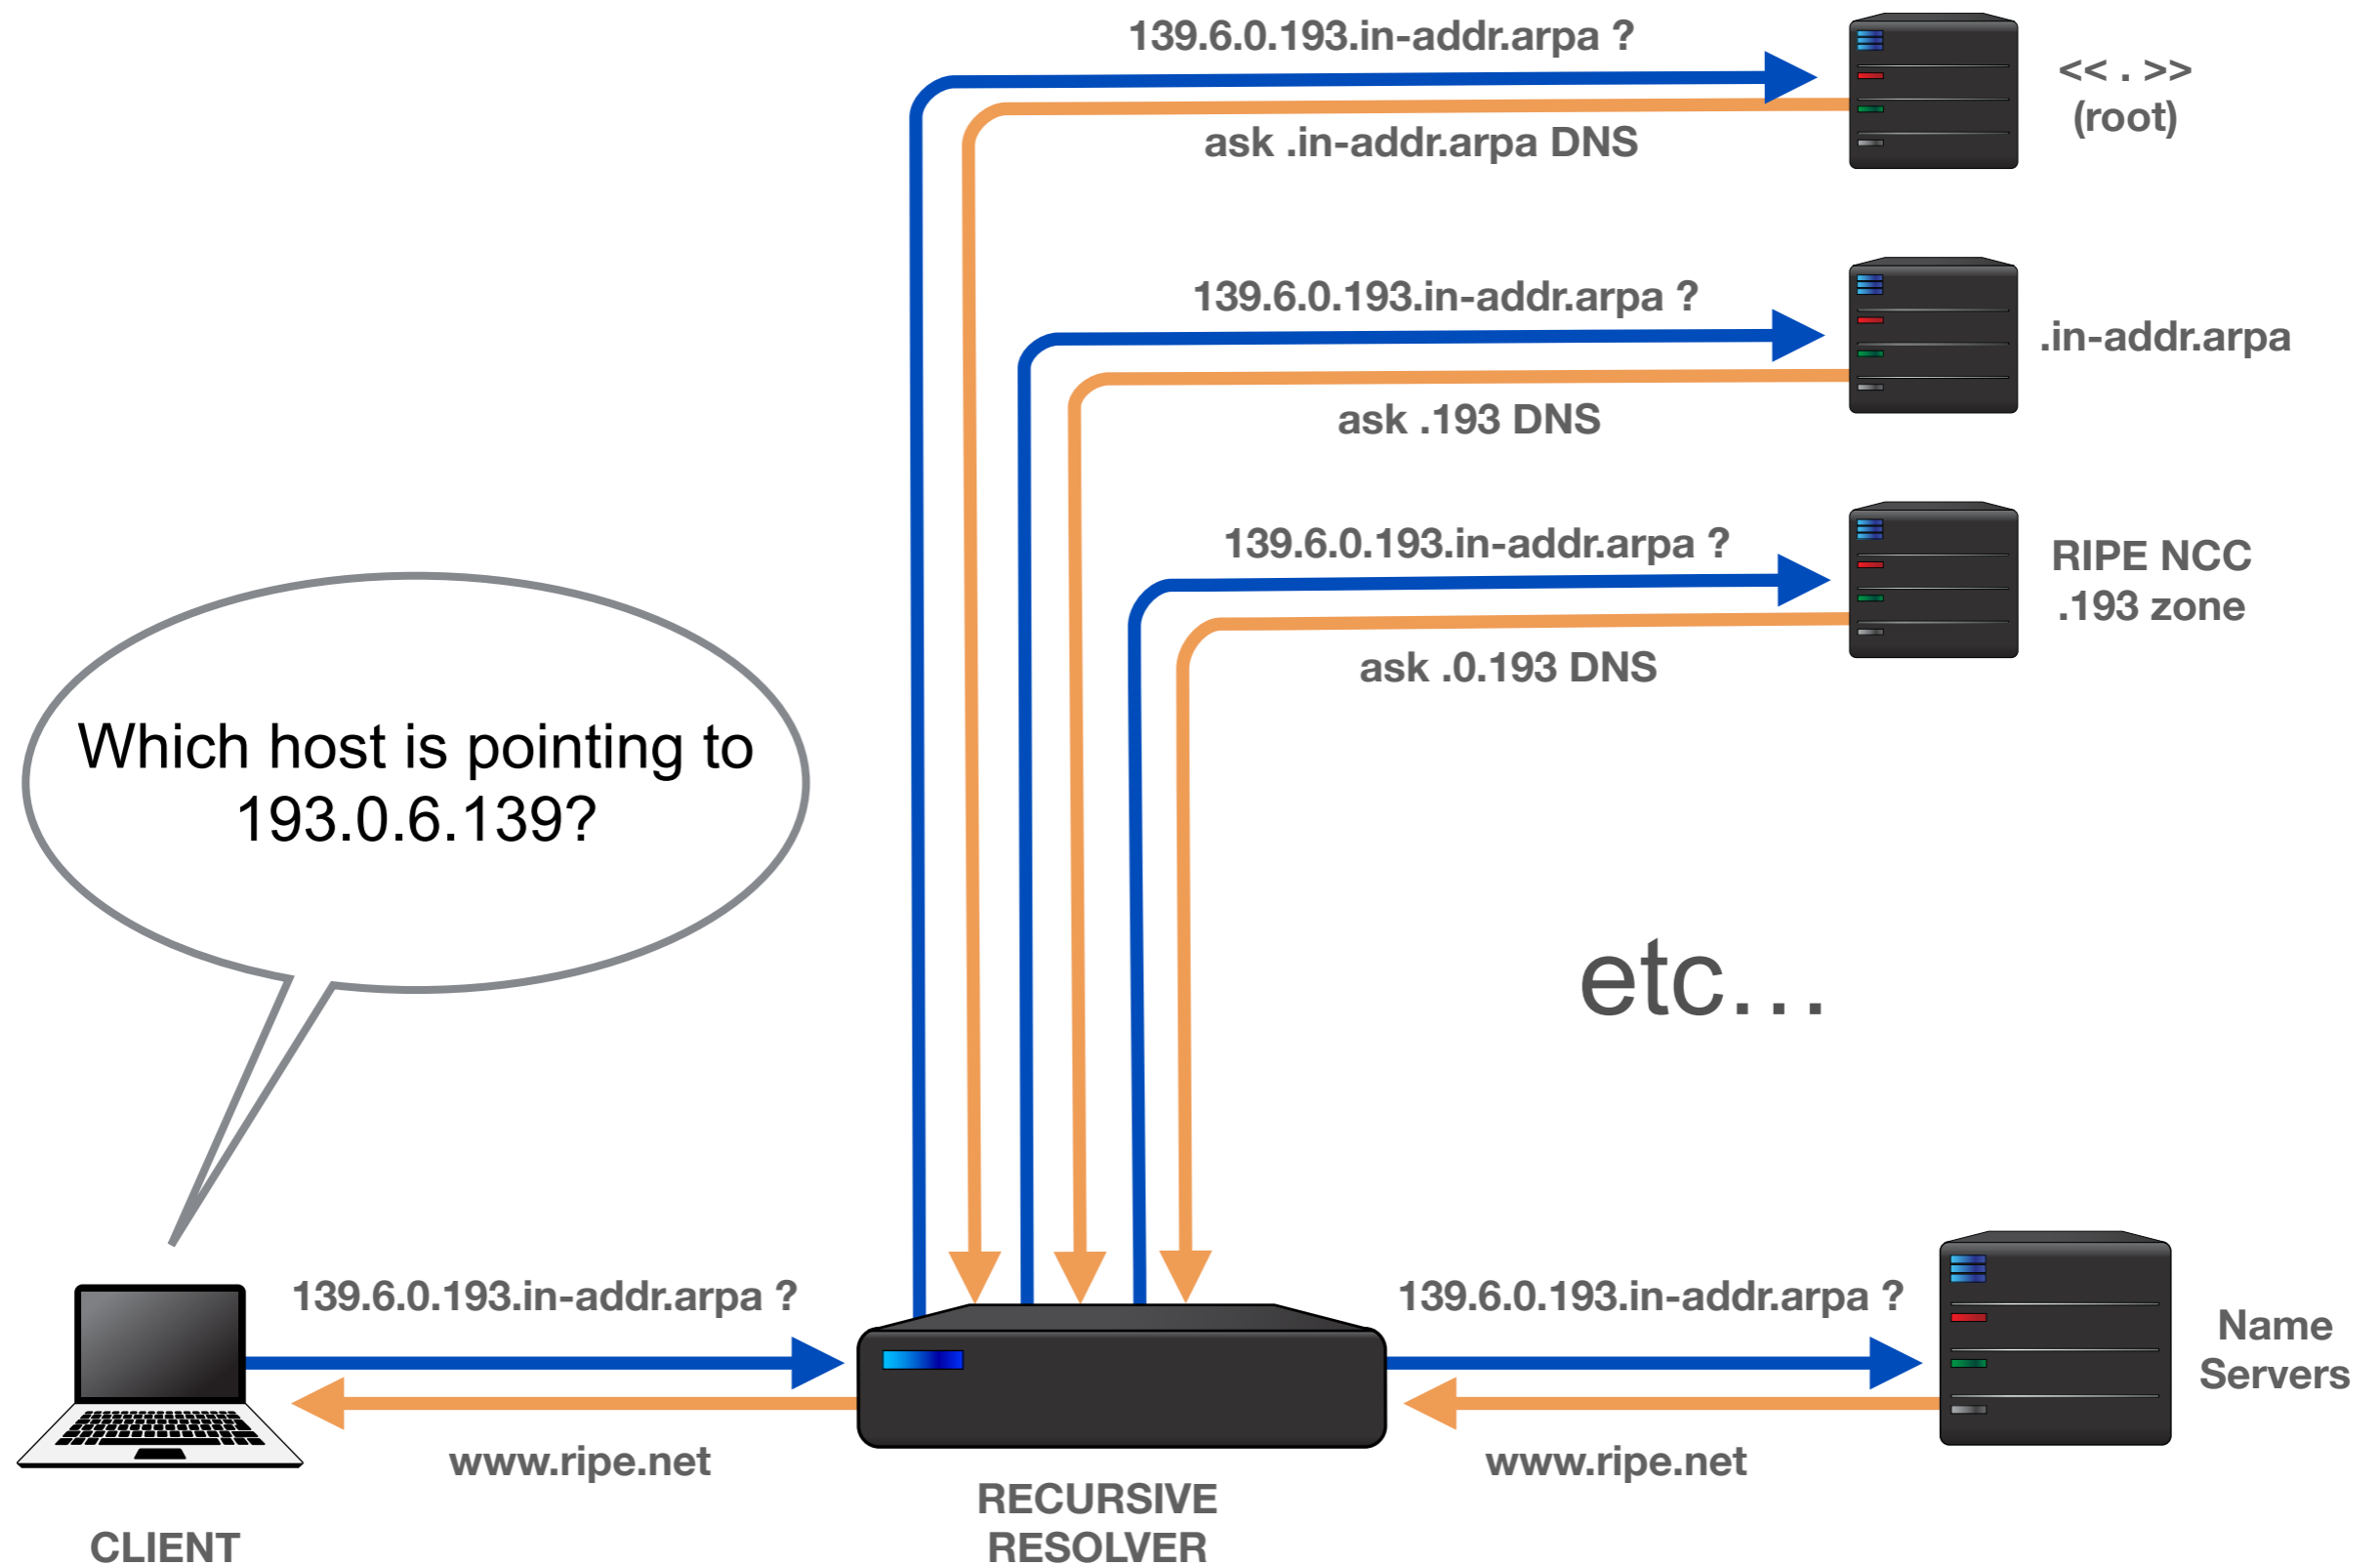 139.6.0.193.in-addr.arpa ?
<< . >>
(root)
ask .in-addr.arpa DNS
139.6.0.193.in-addr.arpa ?
.in-addr.arpa
ask .193 DNS
139.6.0.193.in-addr.arpa ?
RIPE NCC
.193 zone
ask .0.193 DNS
Which host is pointing to
193.0.6.139?
etc…
139.6.0.193.in-addr.arpa ?
139.6.0.193.in-addr.arpa ?
Name
Servers
www.ripe.net
www.ripe.net
CLIENT
RECURSIVE
RESOLVER